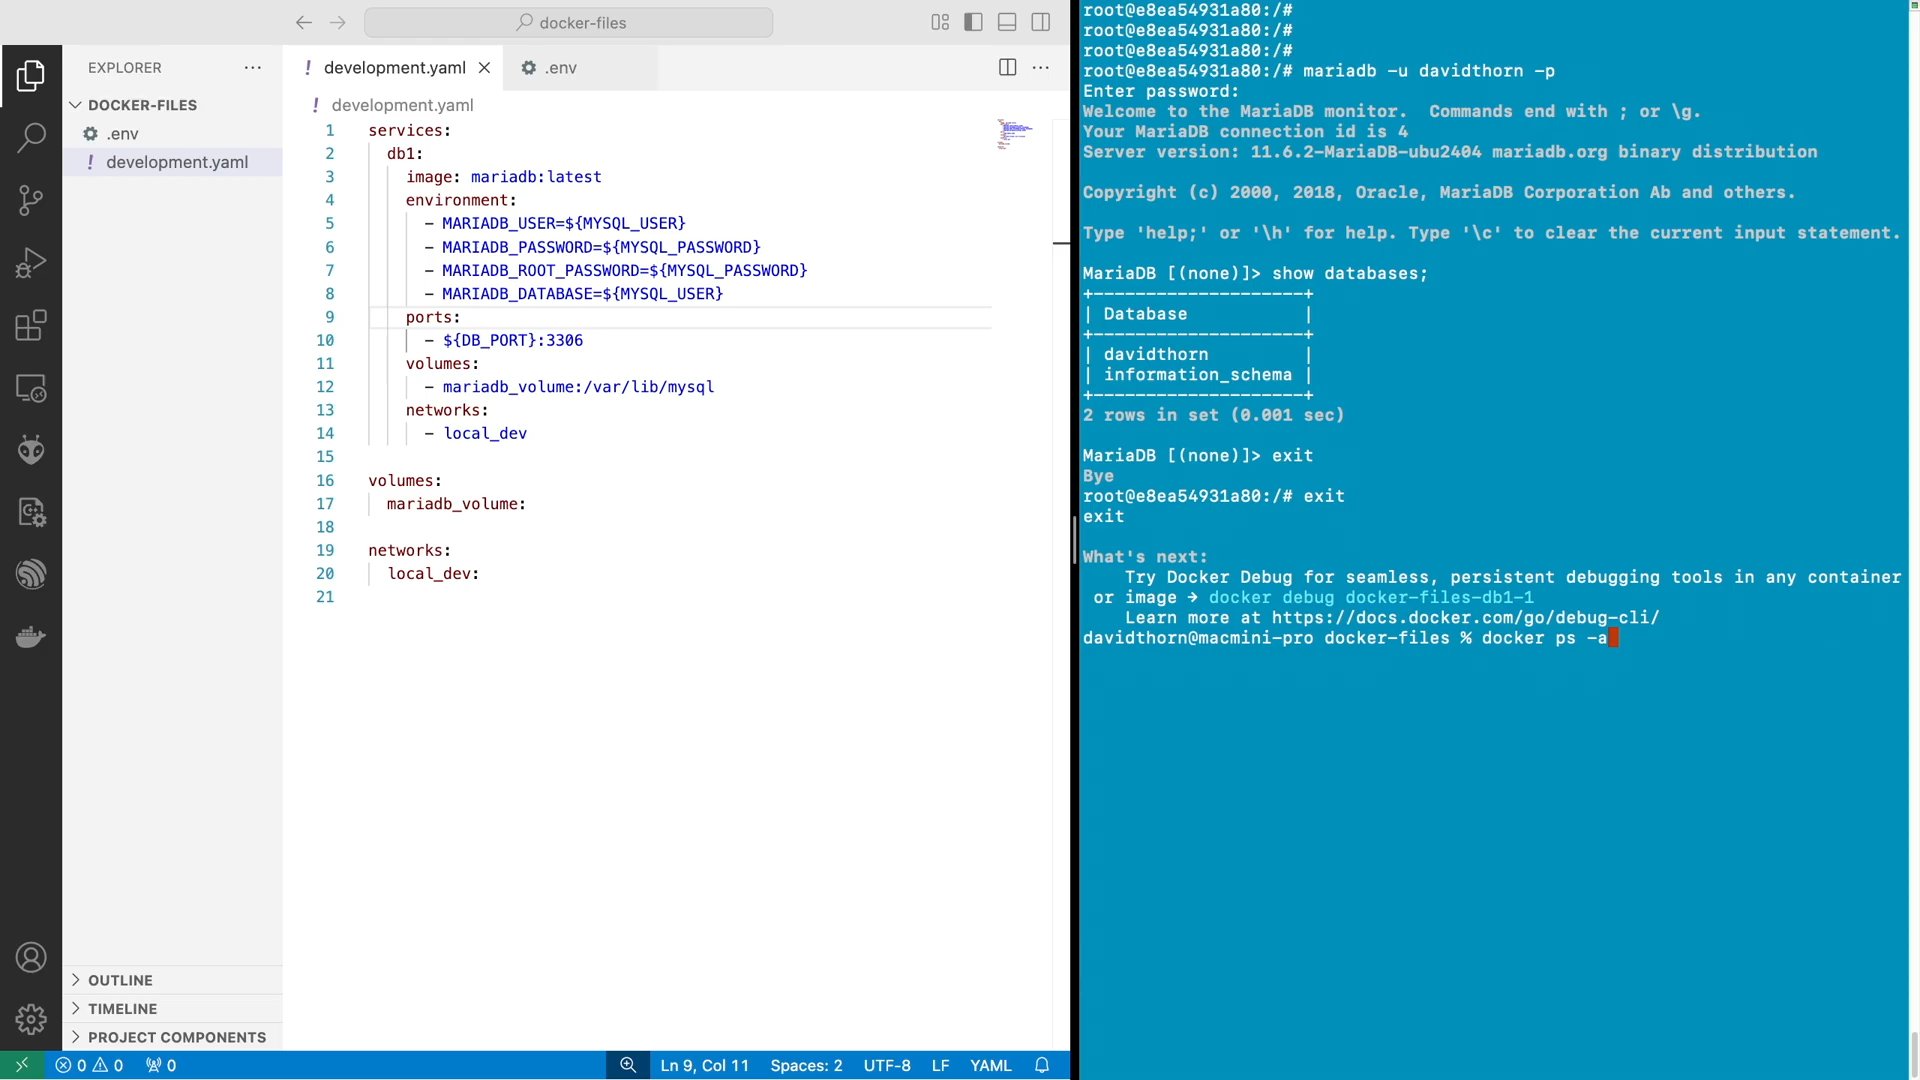 docker-files
EXPLORER
DOCKER-FILES
.env
! development.yaml
! development.yaml
.env
! development.yaml
1 services:
2 db1:
3 image: mariadb:latest
4 environment:
5 - MARIADB_USER=${MYSQL_USER}
6 - MARIADB_PASSWORD=${MYSQL_PASSWORD}
7 - MARIADB_ROOT_PASSWORD=${MYSQL_PASSWORD}
8 - MARIADB_DATABASE=${MYSQL_USER}
9 ports:
10 - ${DB_PORT}:3306
11 volumes:
12 - mariadb_volume:/var/lib/mysql
13 networks:
14 - local_dev
15
16 volumes:
17 mariadb_volume:
18
19 networks:
20 local_dev:
21
OUTLINE
TIMELINE
PROJECT COMPONENTS
0 0 0
Ln 9, Col 11
Spaces: 2
UTF-8
LF
YAML
root@e8ea54931a80:/#
root@e8ea54931a80:/#
root@e8ea54931a80:/#
root@e8ea54931a80:/# mariadb -u davidthorn -p
Enter password:
Welcome to the MariaDB monitor.  Commands end with ; or \g.
Your MariaDB connection id is 4
Server version: 11.6.2-MariaDB-ubu2404 mariadb.org binary distribution
Copyright (c) 2000, 2018, Oracle, MariaDB Corporation Ab and others.
Type 'help;' or '\h' for help. Type '\c' to clear the current input statement.
MariaDB [(none)]> show databases;
+--------------------+
| Database           |
+--------------------+
| davidthorn         |
| information_schema |
+--------------------+
2 rows in set (0.001 sec)
MariaDB [(none)]> exit
Bye
root@e8ea54931a80:/# exit
exit
What's next:
Try Docker Debug for seamless, persistent debugging tools in any container
or image → docker debug docker-files-db1-1
Learn more at https://docs.docker.com/go/debug-cli/
davidthorn@macmini-pro docker-files % docker ps -a